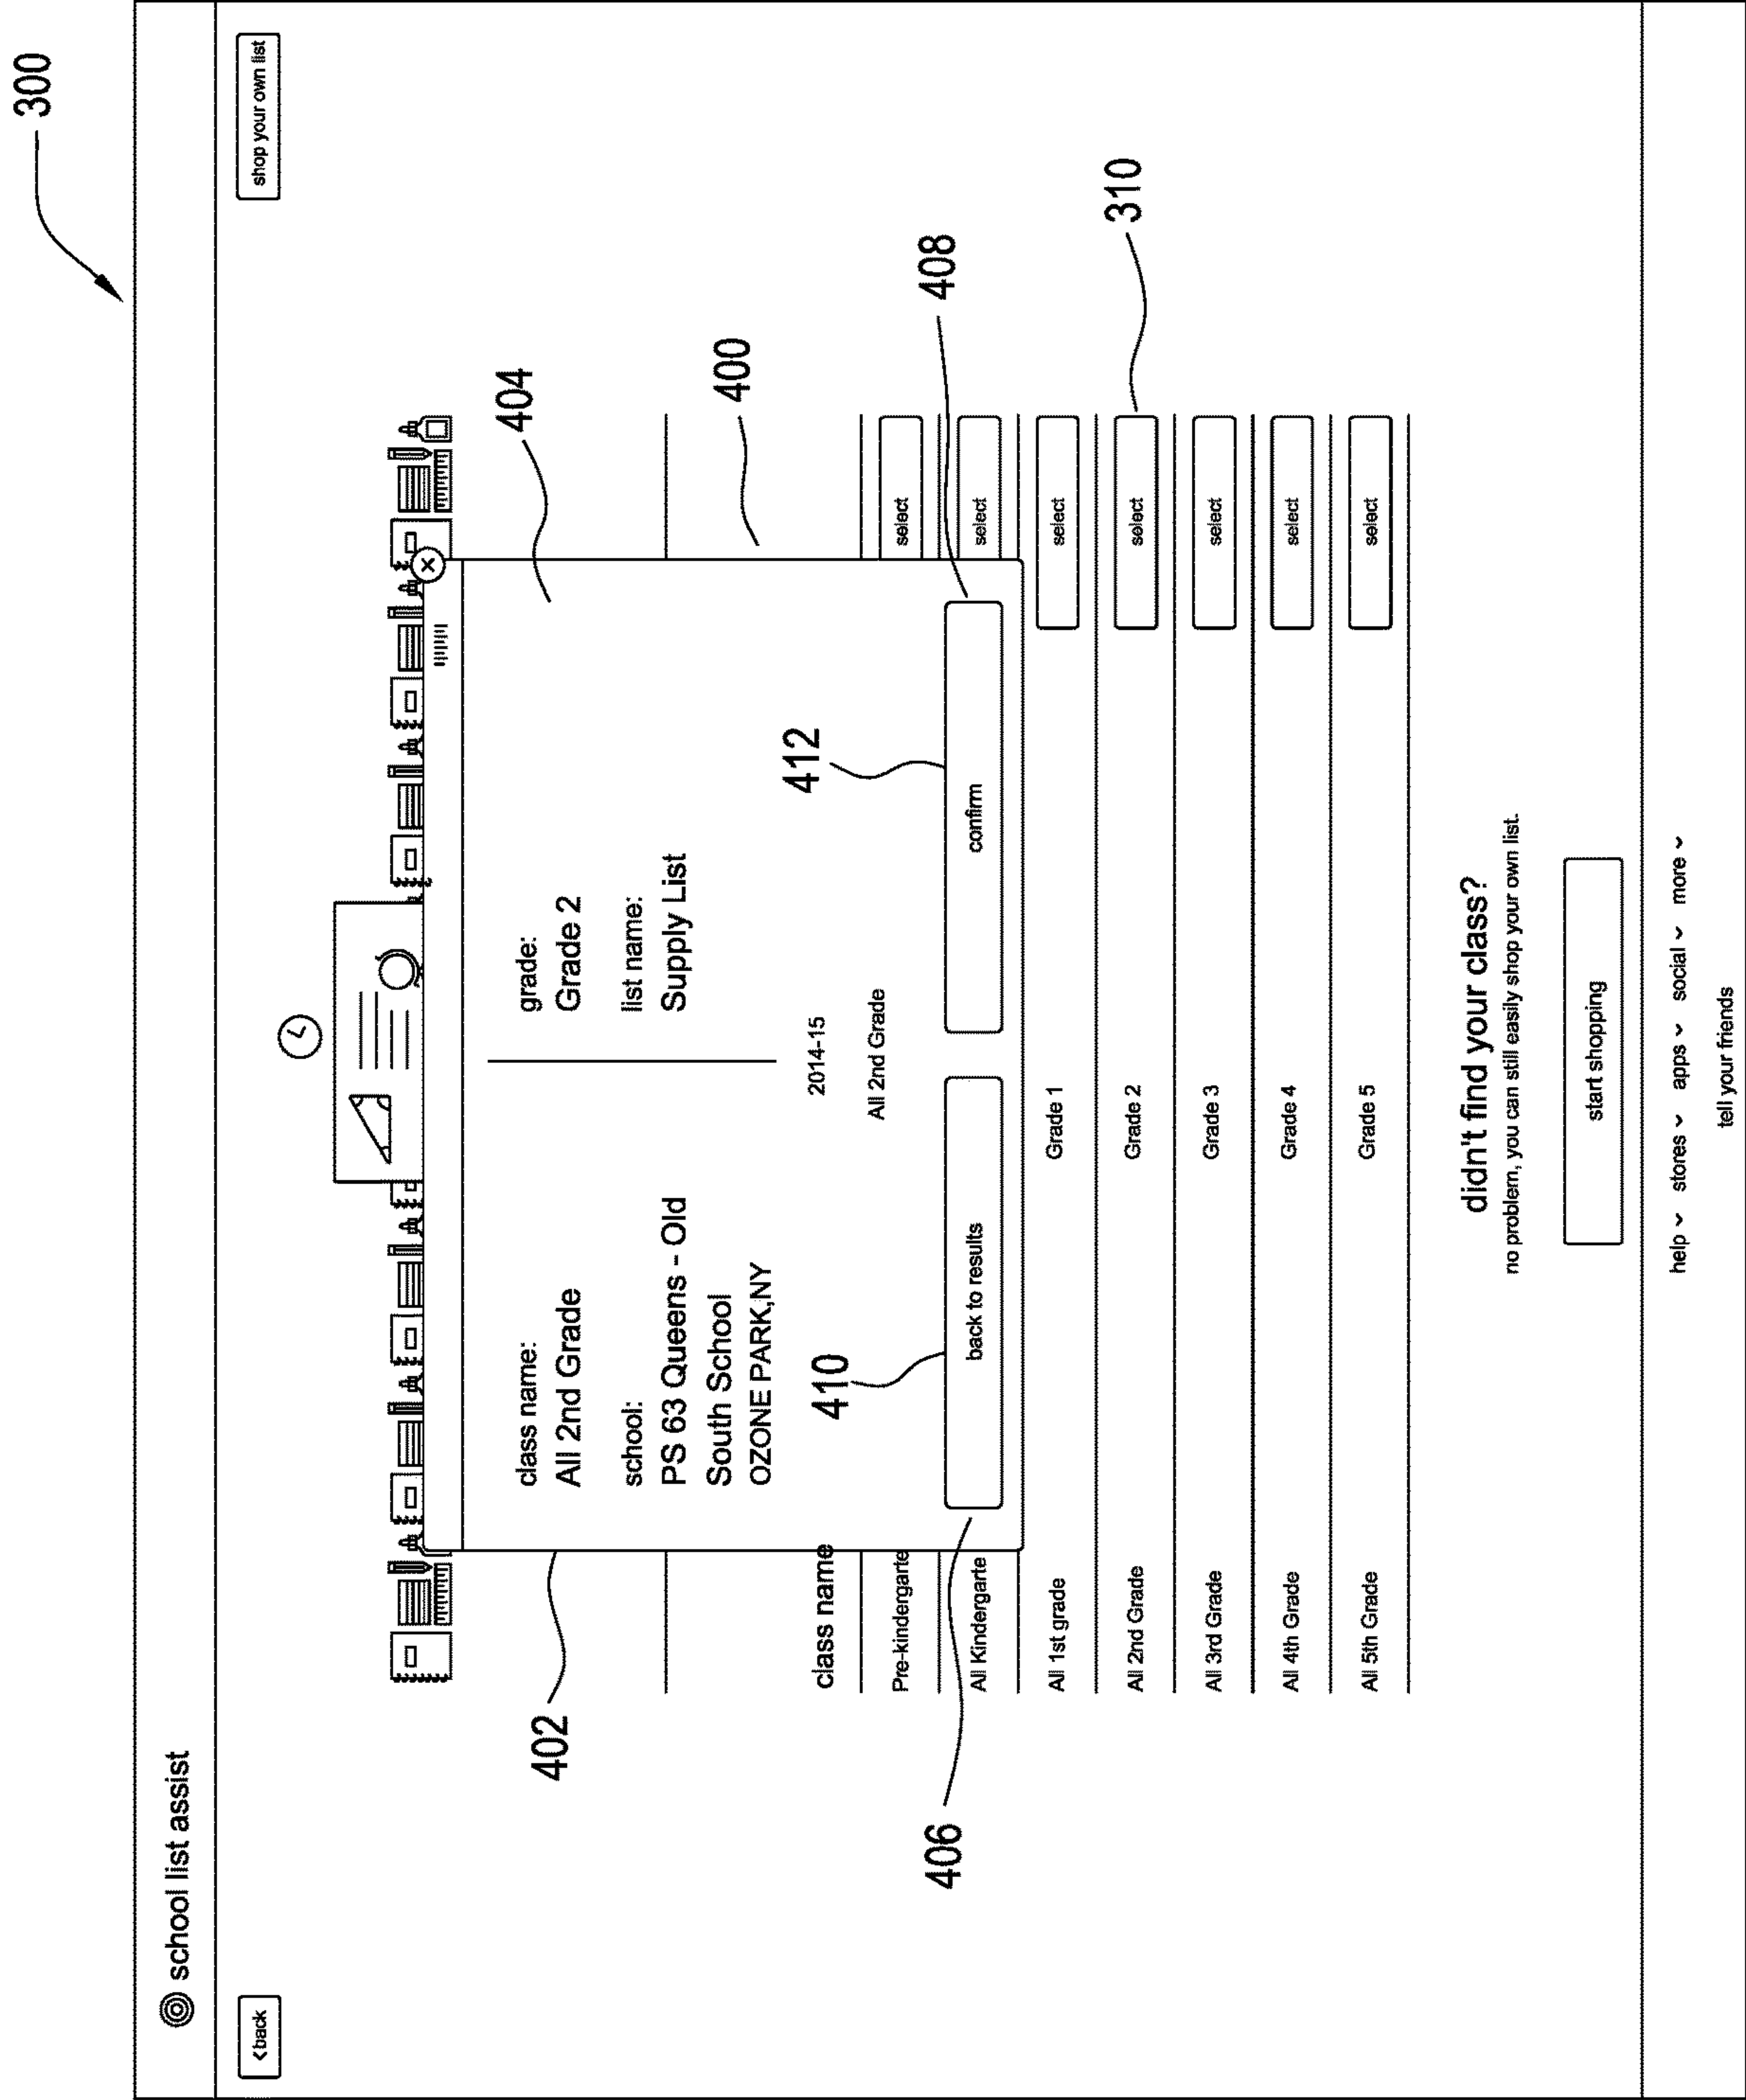 300
school list assist
<back
shop your own list
404
400
402
class name:
All 2nd Grade
grade:
Grade 2
school:
PS 63 Queens - Old
South School
OZONE PARK,NY
list name:
Supply List
410
412
2014-15
All 2nd Grade
406
408
back to results
confirm
310
class name
Pre-kindergarte
select
All Kindergarte
select
All 1st grade
Grade 1
select
All 2nd Grade
Grade 2
select
All 3rd Grade
Grade 3
select
All 4th Grade
Grade 4
select
All 5th Grade
Grade 5
select
didn't find your class?
no problem, you can still easily shop your own list.
start shopping
help stores apps social more
tell your friends